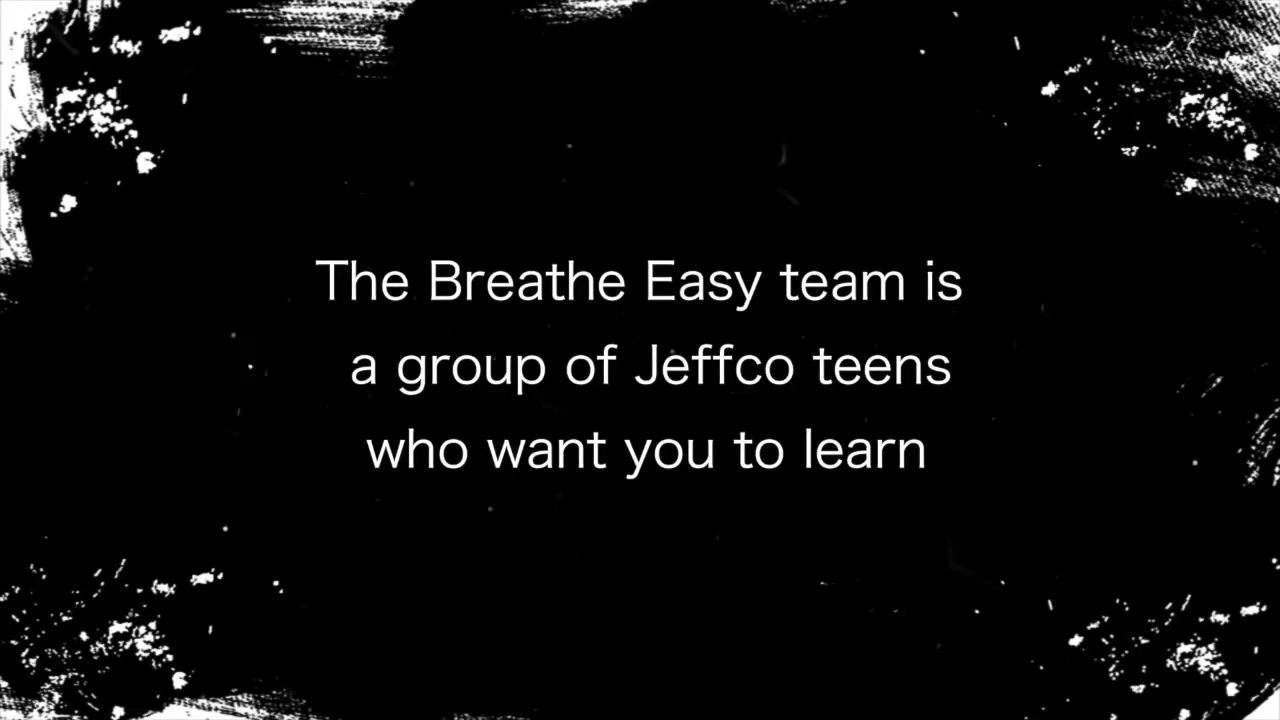 The Breathe Easy team is
a group of Jeffco teens
who want you to learn